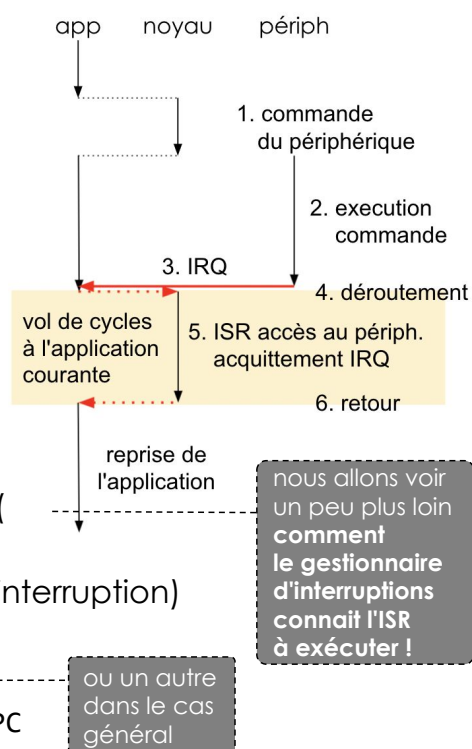 app noyau périph
1. commande
du périphérique
2. execution
commande
3. IRQ
4. déroutement
vol de cycles
à l'application
courante
5. ISR accès au périph.
acquittement IRQ
6. retour
reprise de
l'application
nous allons voir
un peu plus loin
comment
le gestionnaire
d'interruptions
connait l'ISR
à exécuter !
(
interruption)
ou un autre
dans le cas
général
PC